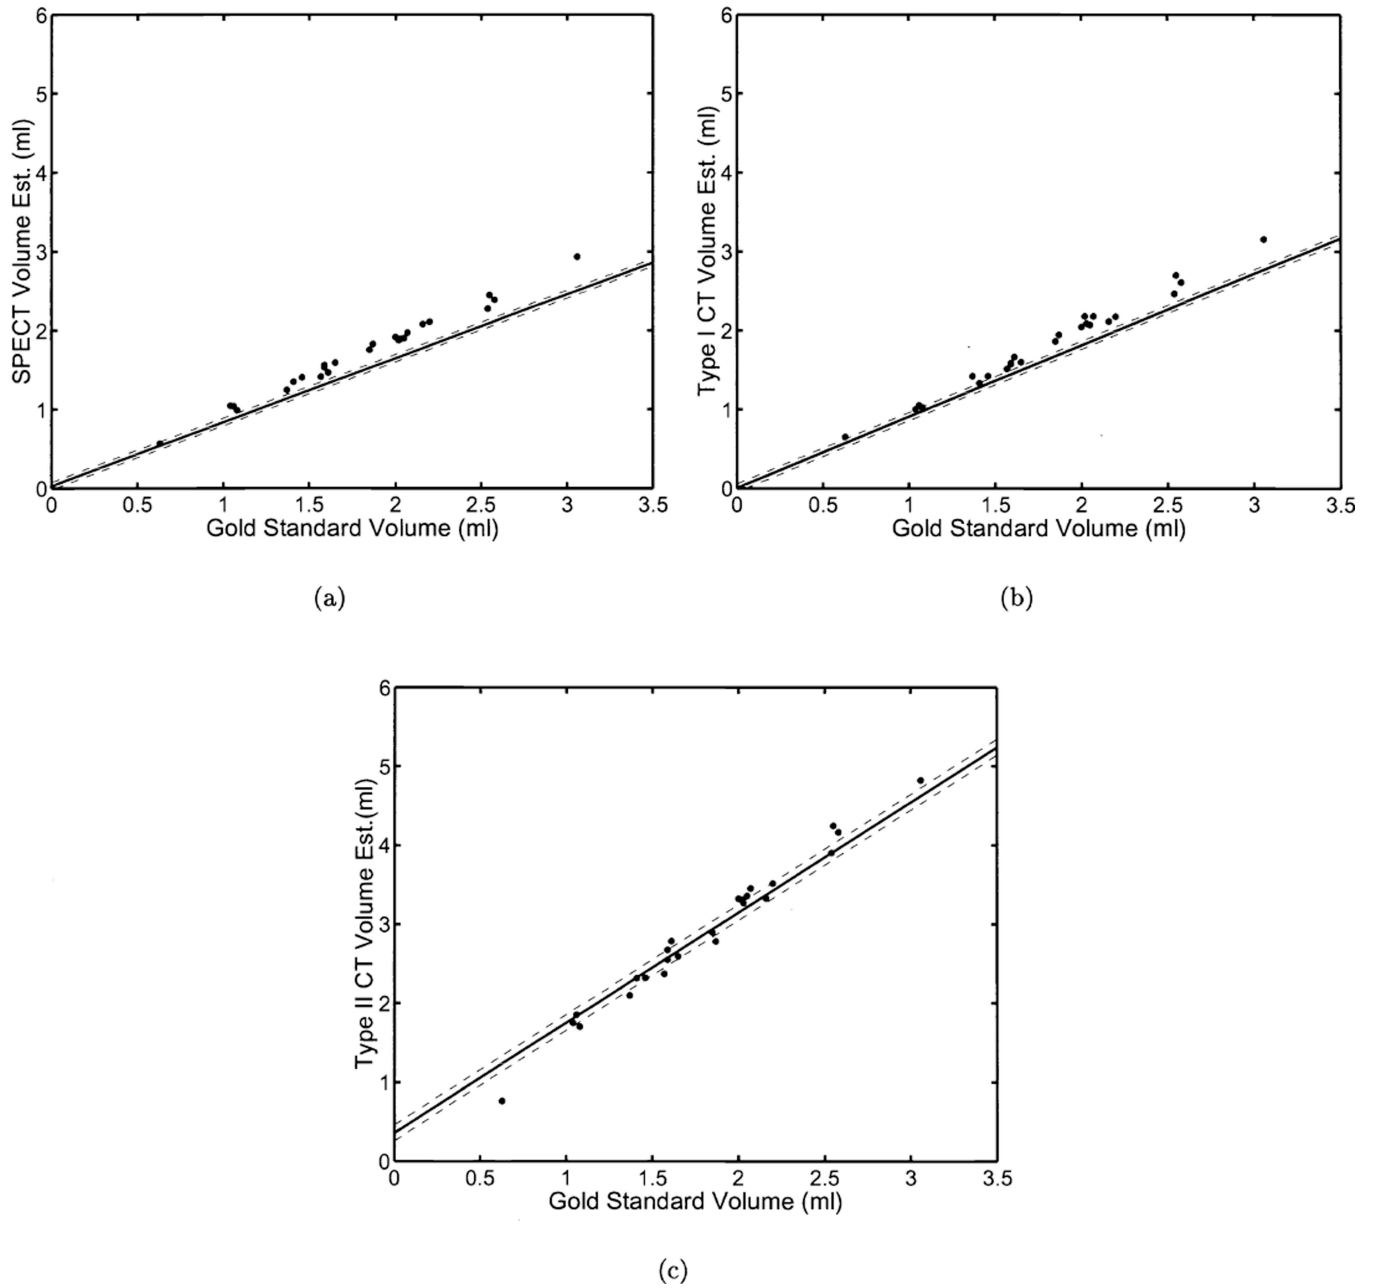 6
5
4
3
2
1
0
SPECT Volume Est. (ml)
0 0.5 1 1.5 2 2.5 3 3.5
Gold Standard Volume (ml)
(a)
6
5
4
3
2
1
0
Type I CT Volume Est. (ml)
0 0.5 1 1.5 2 2.5 3 3.5
Gold Standard Volume (ml)
(b)
6
5
4
3
2
1
0
Type II CT Volume Est.(ml)
0 0.5 1 1.5 2 2.5 3 3.5
Gold Standard Volume (ml)
(c)